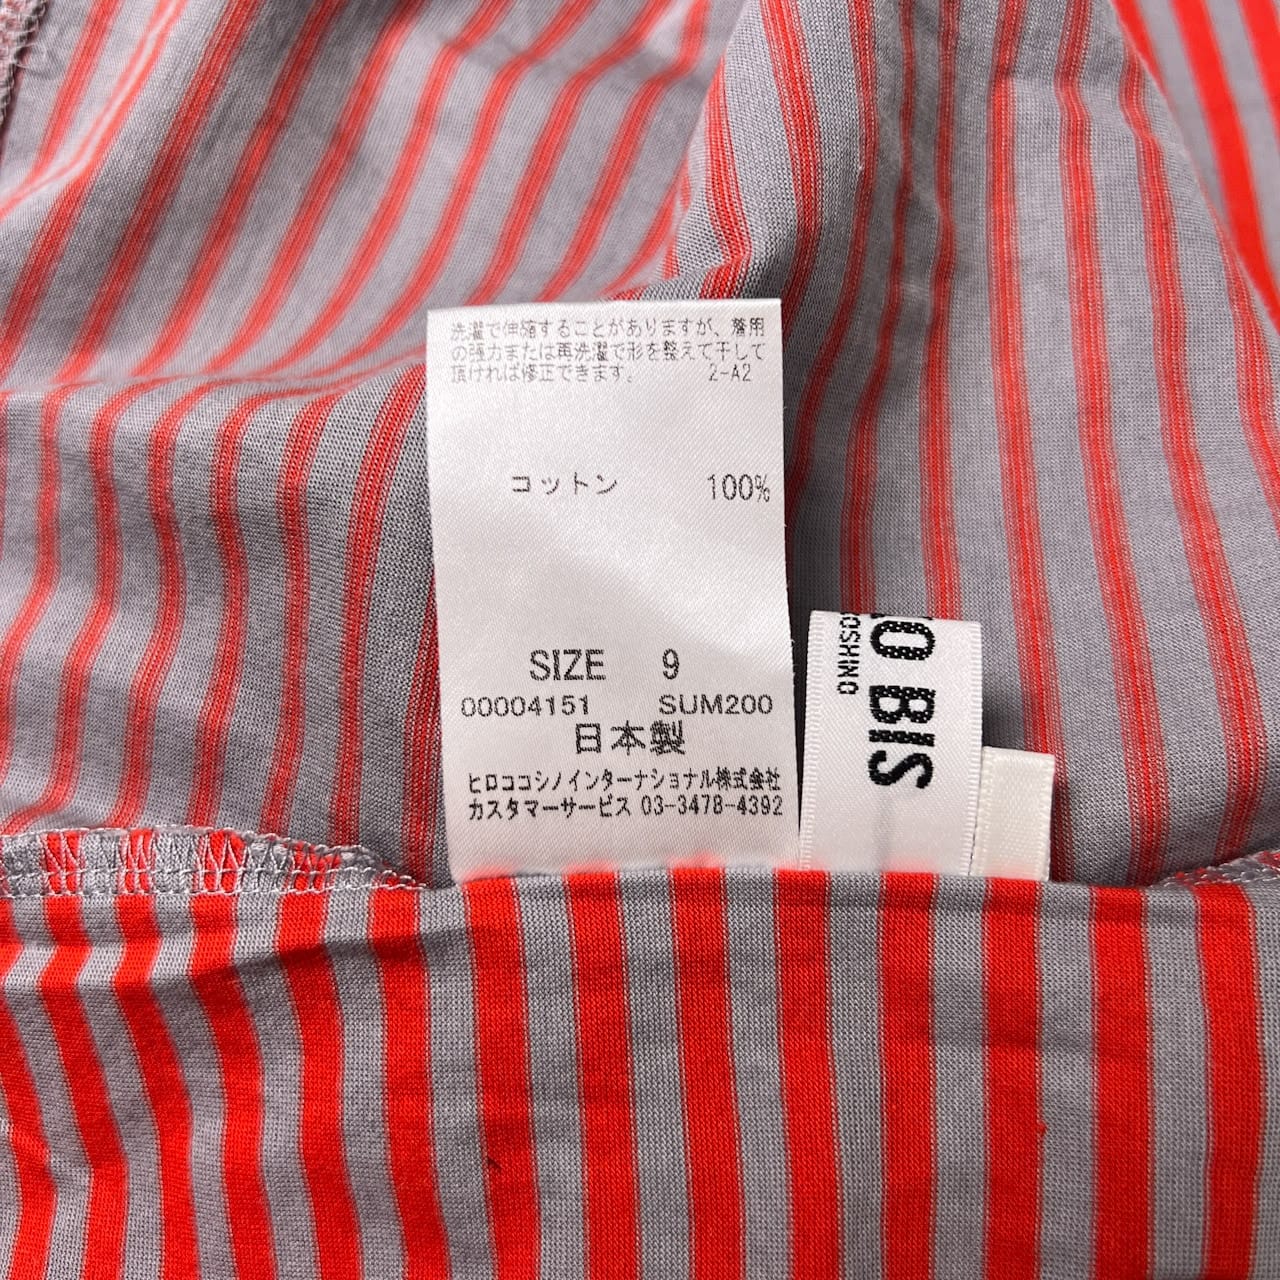 洗濯で伸縮することがありますが、着用
の張力または再洗濯で形を整えて干して
頂ければ修正できます。 2-A2
コットン 100%
SIZE 9
00004151 SUM200
日本製
ヒロココシノインターナショナル株式会社
カスタマーサービス 03-3478-4392
KO BIS
OSHINO